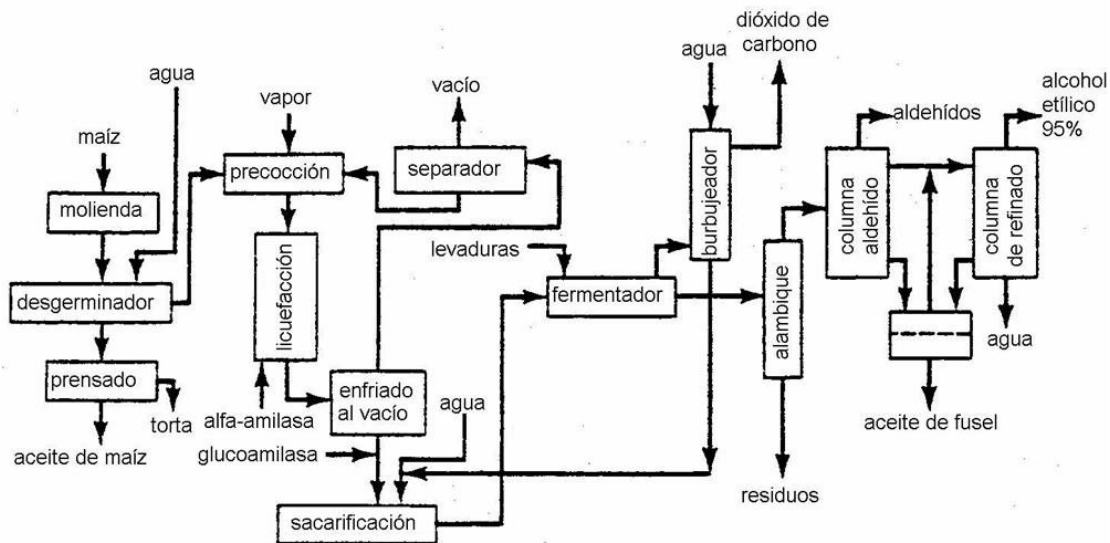 dióxido de
carbono
agua
alcohol
etílico
95%
agua
vacío
vapor
aldehídos
maíz
separador
precocción
molienda
burbujeador
columna
aldehído
columna
de refinado
levaduras
licuefacción
desgerminador
fermentador
alambique
agua
prensado
enfriado
al vacío
agua
alfa-amilasa
torta
aceite de fusel
aceite de maíz
glucoamilasa
residuos
sacarificación